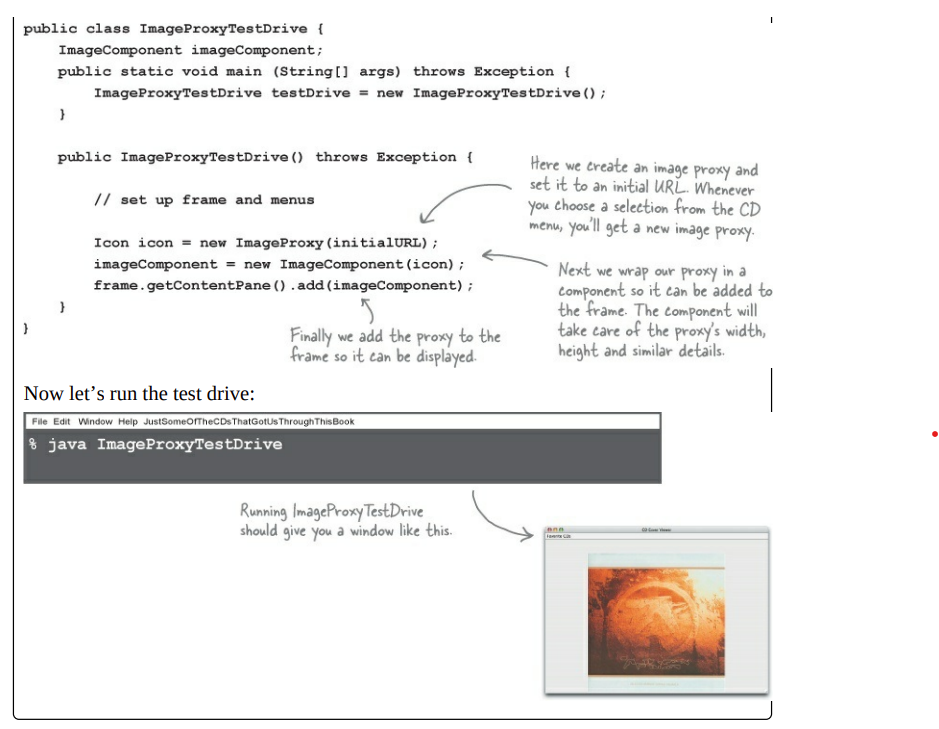 public class ImageProxyTestDrive {
ImageComponent imageComponent;
public static void main (String[] args) throws Exception {
ImageProxyTestDrive testDrive = new ImageProxyTestDrive();
}
public ImageProxyTestDrive() throws Exception {
// set up frame and menus
Here we create an image proxy and
set it to an initial URL. Whenever
you choose a selection from the CD
menu, you'll get a new image proxy.
Icon icon = new ImageProxy(initialURL);
imageComponent = new ImageComponent(icon);
frame.getContentPane().add(imageComponent);
}
}
Next we wrap our proxy in a
component so it can be added to
the frame. The component will
take care of the proxy's width,
height and similar details.
Finally we add the proxy to the
frame so it can be displayed.
Now let's run the test drive:
File Edit Window Help JustSomeOfTheCDsThatGotUsThroughThisBook
% java ImageProxyTestDrive
Running ImageProxyTestDrive
should give you a window like this.
CD Cover Viewer
Favorite CDs